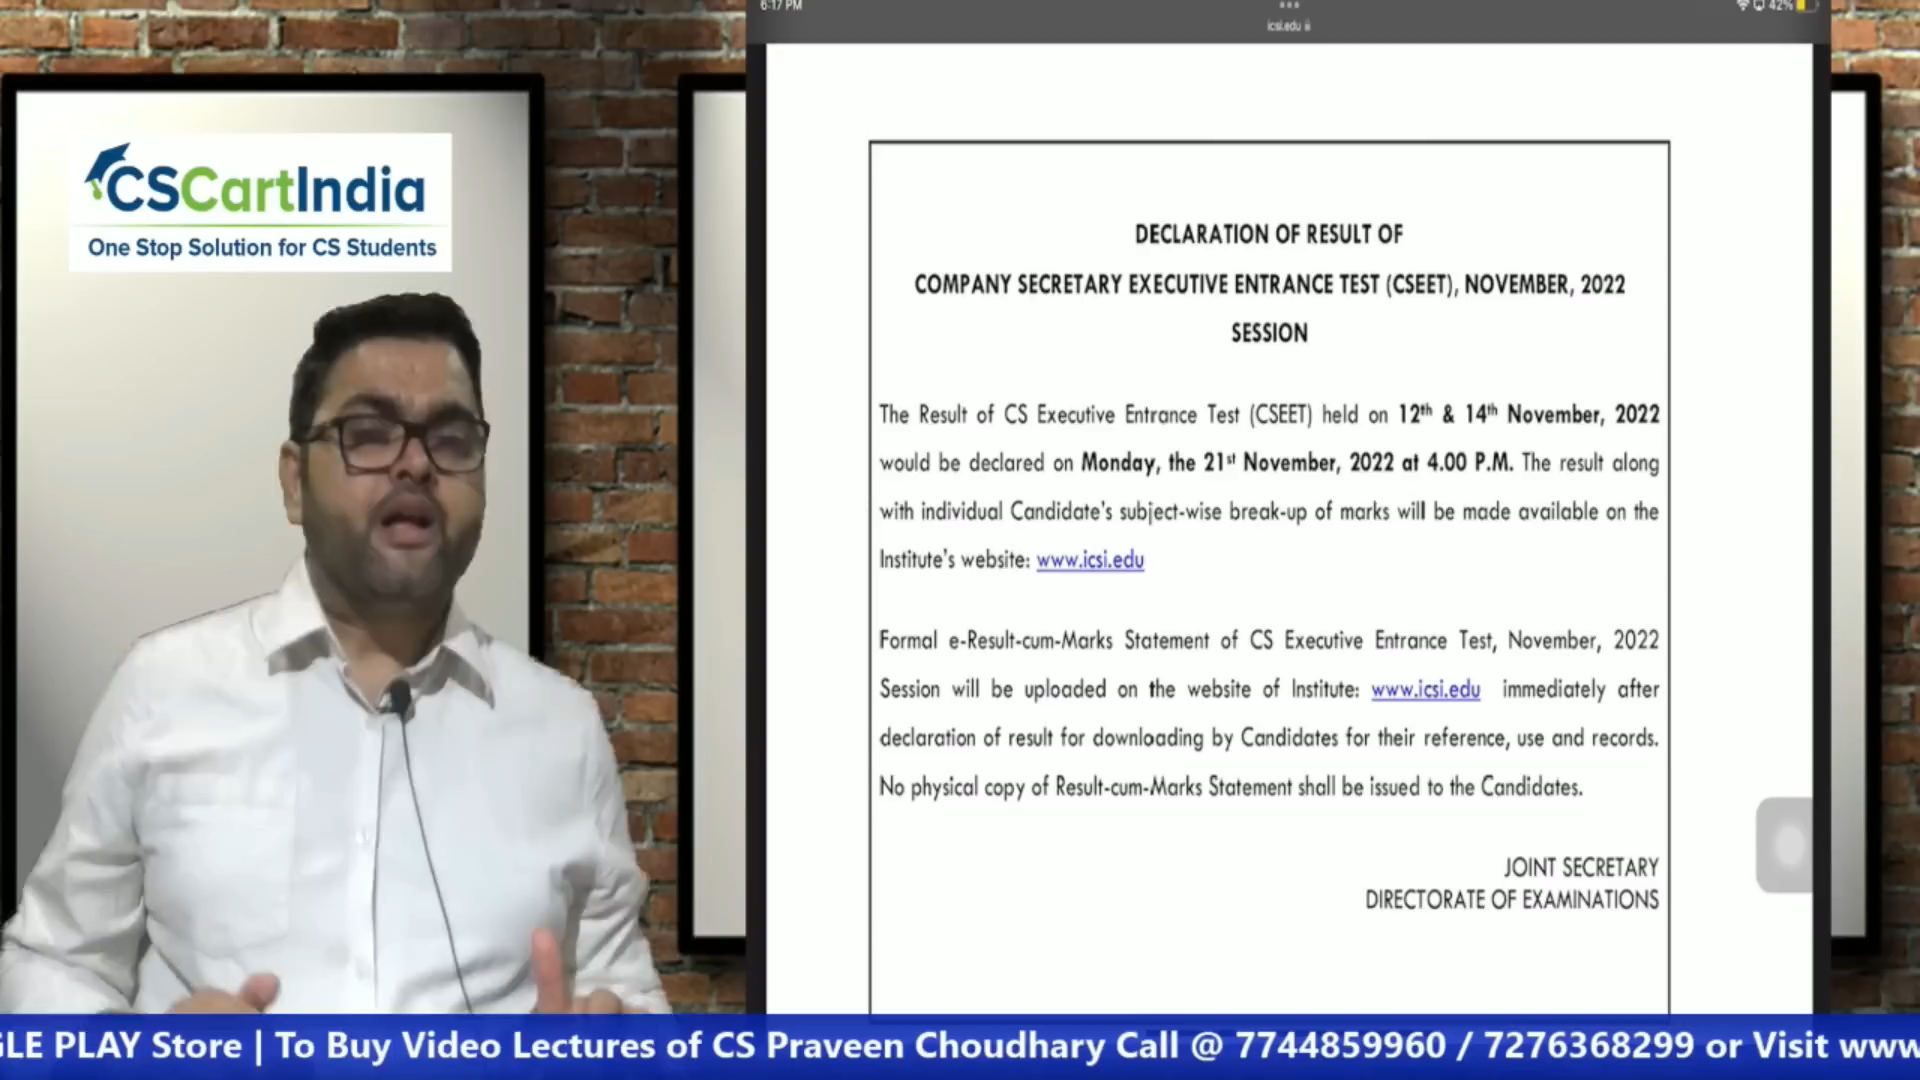 6:17 PM
icsi.edu
42%
CSCartIndia
One Stop Solution for CS Students
DECLARATION OF RESULT OF
COMPANY SECRETARY EXECUTIVE ENTRANCE TEST (CSEET), NOVEMBER, 2022
SESSION
The Result of CS Executive Entrance Test (CSEET) held on 12th & 14th November, 2022
would be declared on Monday, the 21st November, 2022 at 4.00 P.M. The result along
with individual Candidate's subject-wise break-up of marks will be made available on the
Institute's website: www.icsi.edu
Formal e-Result-cum-Marks Statement of CS Executive Entrance Test, November, 2022
Session will be uploaded on the website of Institute: www.icsi.edu immediately after
declaration of result for downloading by Candidates for their reference, use and records.
No physical copy of Result-cum-Marks Statement shall be issued to the Candidates.
JOINT SECRETARY
DIRECTORATE OF EXAMINATIONS
GLE PLAY Store | To Buy Video Lectures of CS Praveen Choudhary Call @ 7744859960 / 7276368299 or Visit www